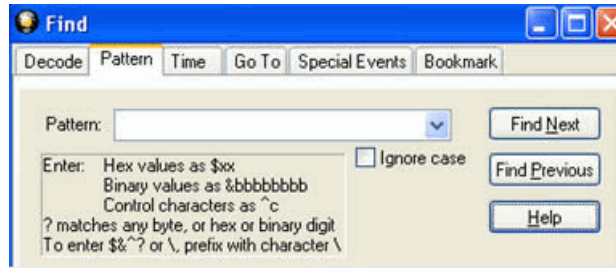 Find
Decode Pattern Time Go To Special Events Bookmark
Pattern:
Find Next
Enter: Hex values as $xx
Binary values as &bbbbbbbb
Control characters as ^c
? matches any byte, or hex or binary digit
To enter $&^? or \, prefix with character \
Ignore case
Find Previous
Help